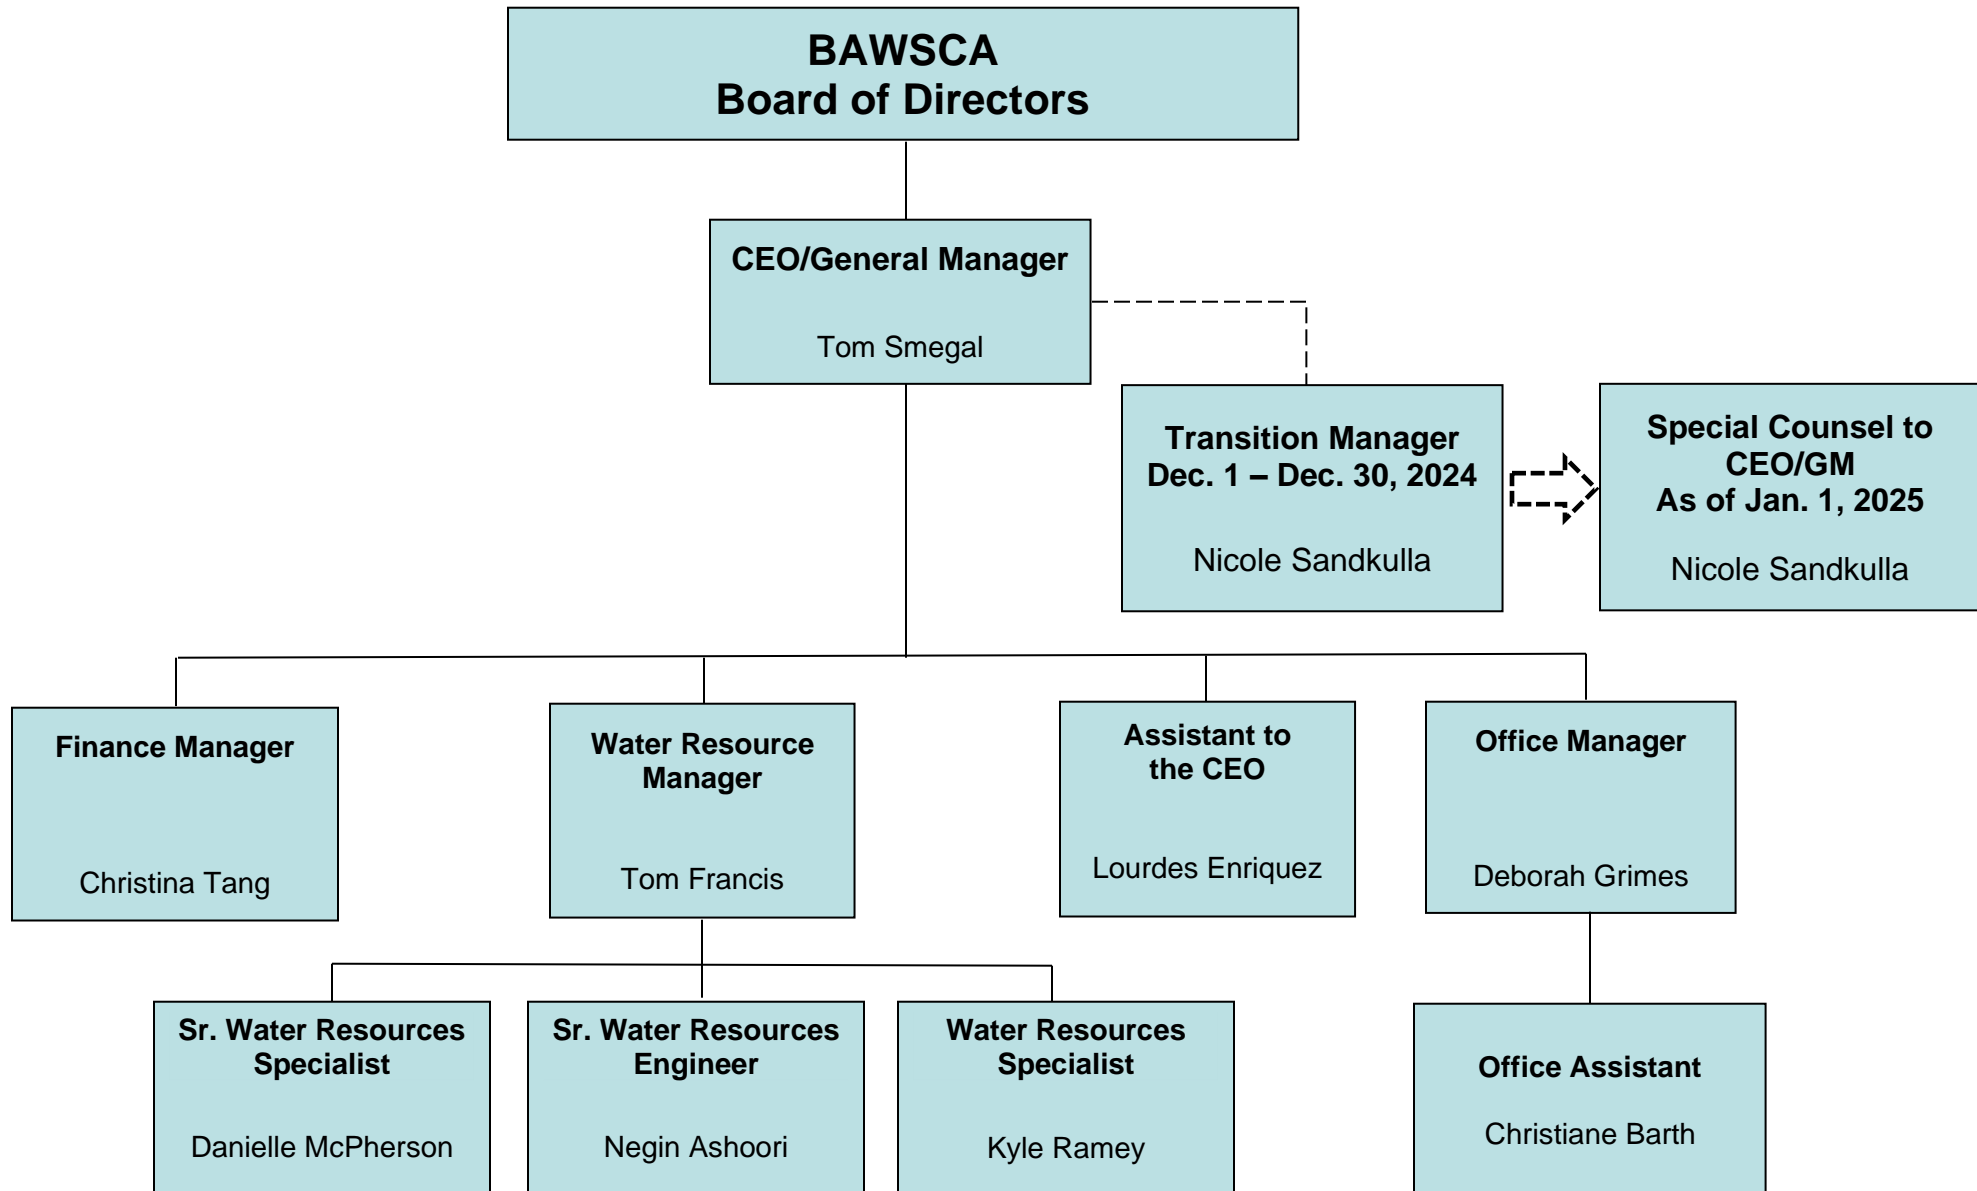 BAWSCA
Board of Directors
CEO/General Manager
Tom Smegal
Transition Manager
Dec. 1 – Dec. 30, 2024
Nicole Sandkulla
Special Counsel to
CEO/GM
As of Jan. 1, 2025
Nicole Sandkulla
Finance Manager
Christina Tang
Water Resource
Manager
Tom Francis
Assistant to
the CEO
Lourdes Enriquez
Office Manager
Deborah Grimes
Sr. Water Resources
Specialist
Danielle McPherson
Sr. Water Resources
Engineer
Negin Ashoori
Water Resources
Specialist
Kyle Ramey
Office Assistant
Christiane Barth